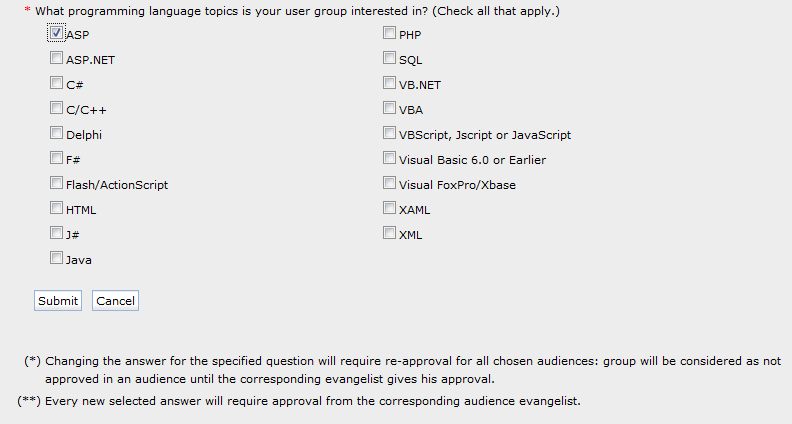 * What programming language topics is your user group interested in? (Check all that apply.)
ASP
ASP.NET
C#
C/C++
Delphi
F#
Flash/ActionScript
HTML
J#
Java
PHP
SQL
VB.NET
VBA
VBScript, Jscript or JavaScript
Visual Basic 6.0 or Earlier
Visual FoxPro/Xbase
XAML
XML
Submit
Cancel
(*) Changing the answer for the specified question will require re-approval for all chosen audiences: group will be considered as not
approved in an audience until the corresponding evangelist gives his approval.
(**) Every new selected answer will require approval from the corresponding audience evangelist.